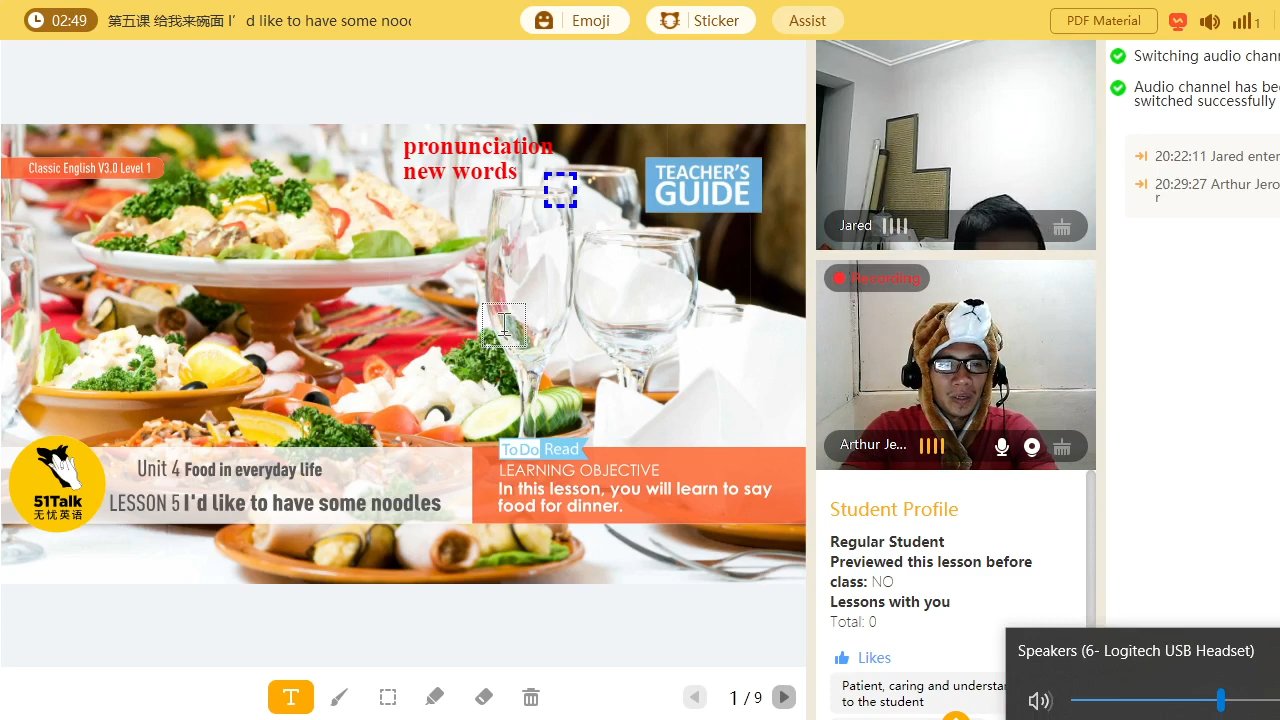 02:49
第五课 给我来碗面 I'd like to have some nood
Emoji
Sticker
Assist
PDF Material
1
Classic English V3.0 Level 1
pronunciation
new words
TEACHER'S
GUIDE
51Talk
无忧英语
Unit 4 Food in everyday life
LESSON 5 I'd like to have some noodles
To Do Read
LEARNING OBJECTIVE
In this lesson, you will learn to say
food for dinner.
T
1 / 9
Jared
Recording
Arthur Je...
Student Profile
Regular Student
Previewed this lesson before
class: NO
Lessons with you
Total: 0
Likes
Patient, caring and understan
to the student
Switching audio chann
Audio channel has be
switched successfully
20:22:11 Jared enter
20:29:27 Arthur Jero
r
Speakers (6- Logitech USB Headset)